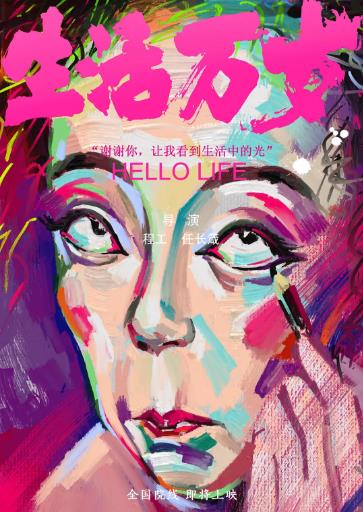 生活万岁
“谢谢你，让我看到生活中的光”
HELLO LIFE
导 演
程工 任长箴
全国院线 即将上映